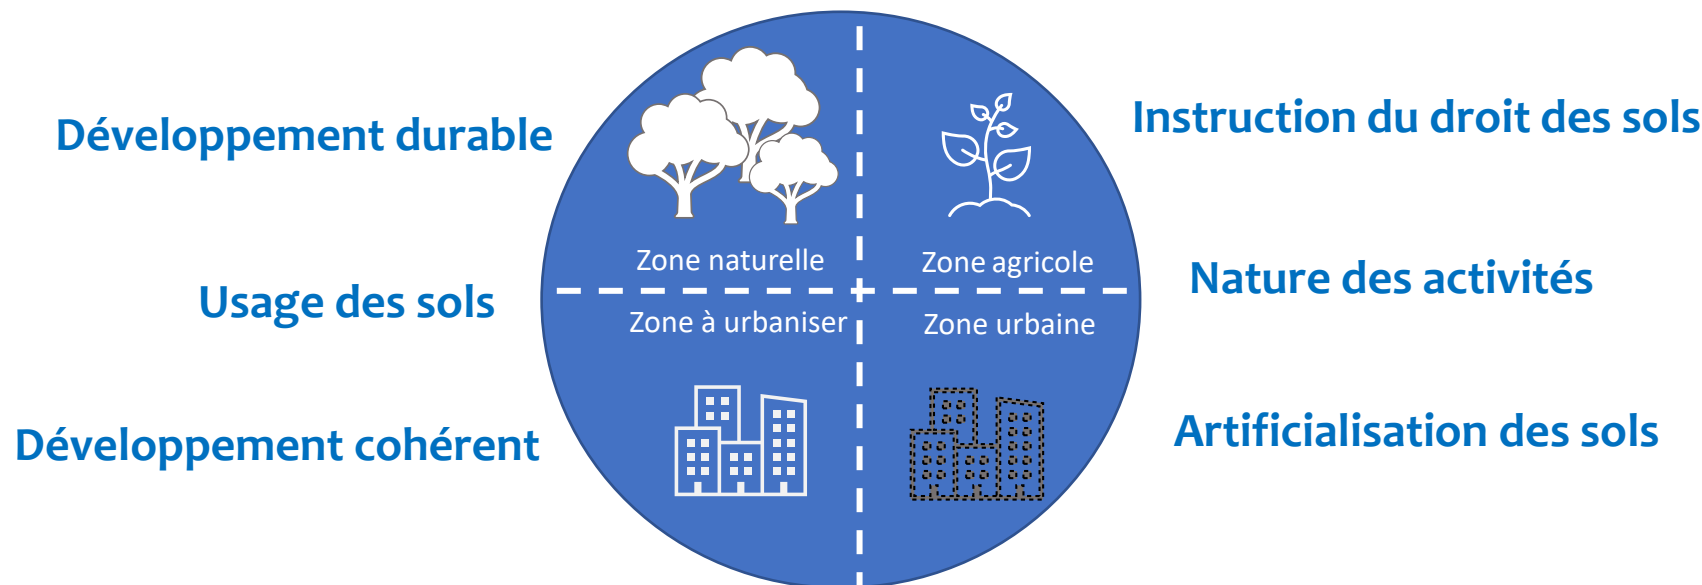 Développement durable
Usage des sols
Développement cohérent
Zone naturelle
Zone agricole
Zone à urbaniser
Zone urbaine
Instruction du droit des sols
Nature des activités
Artificialisation des sols